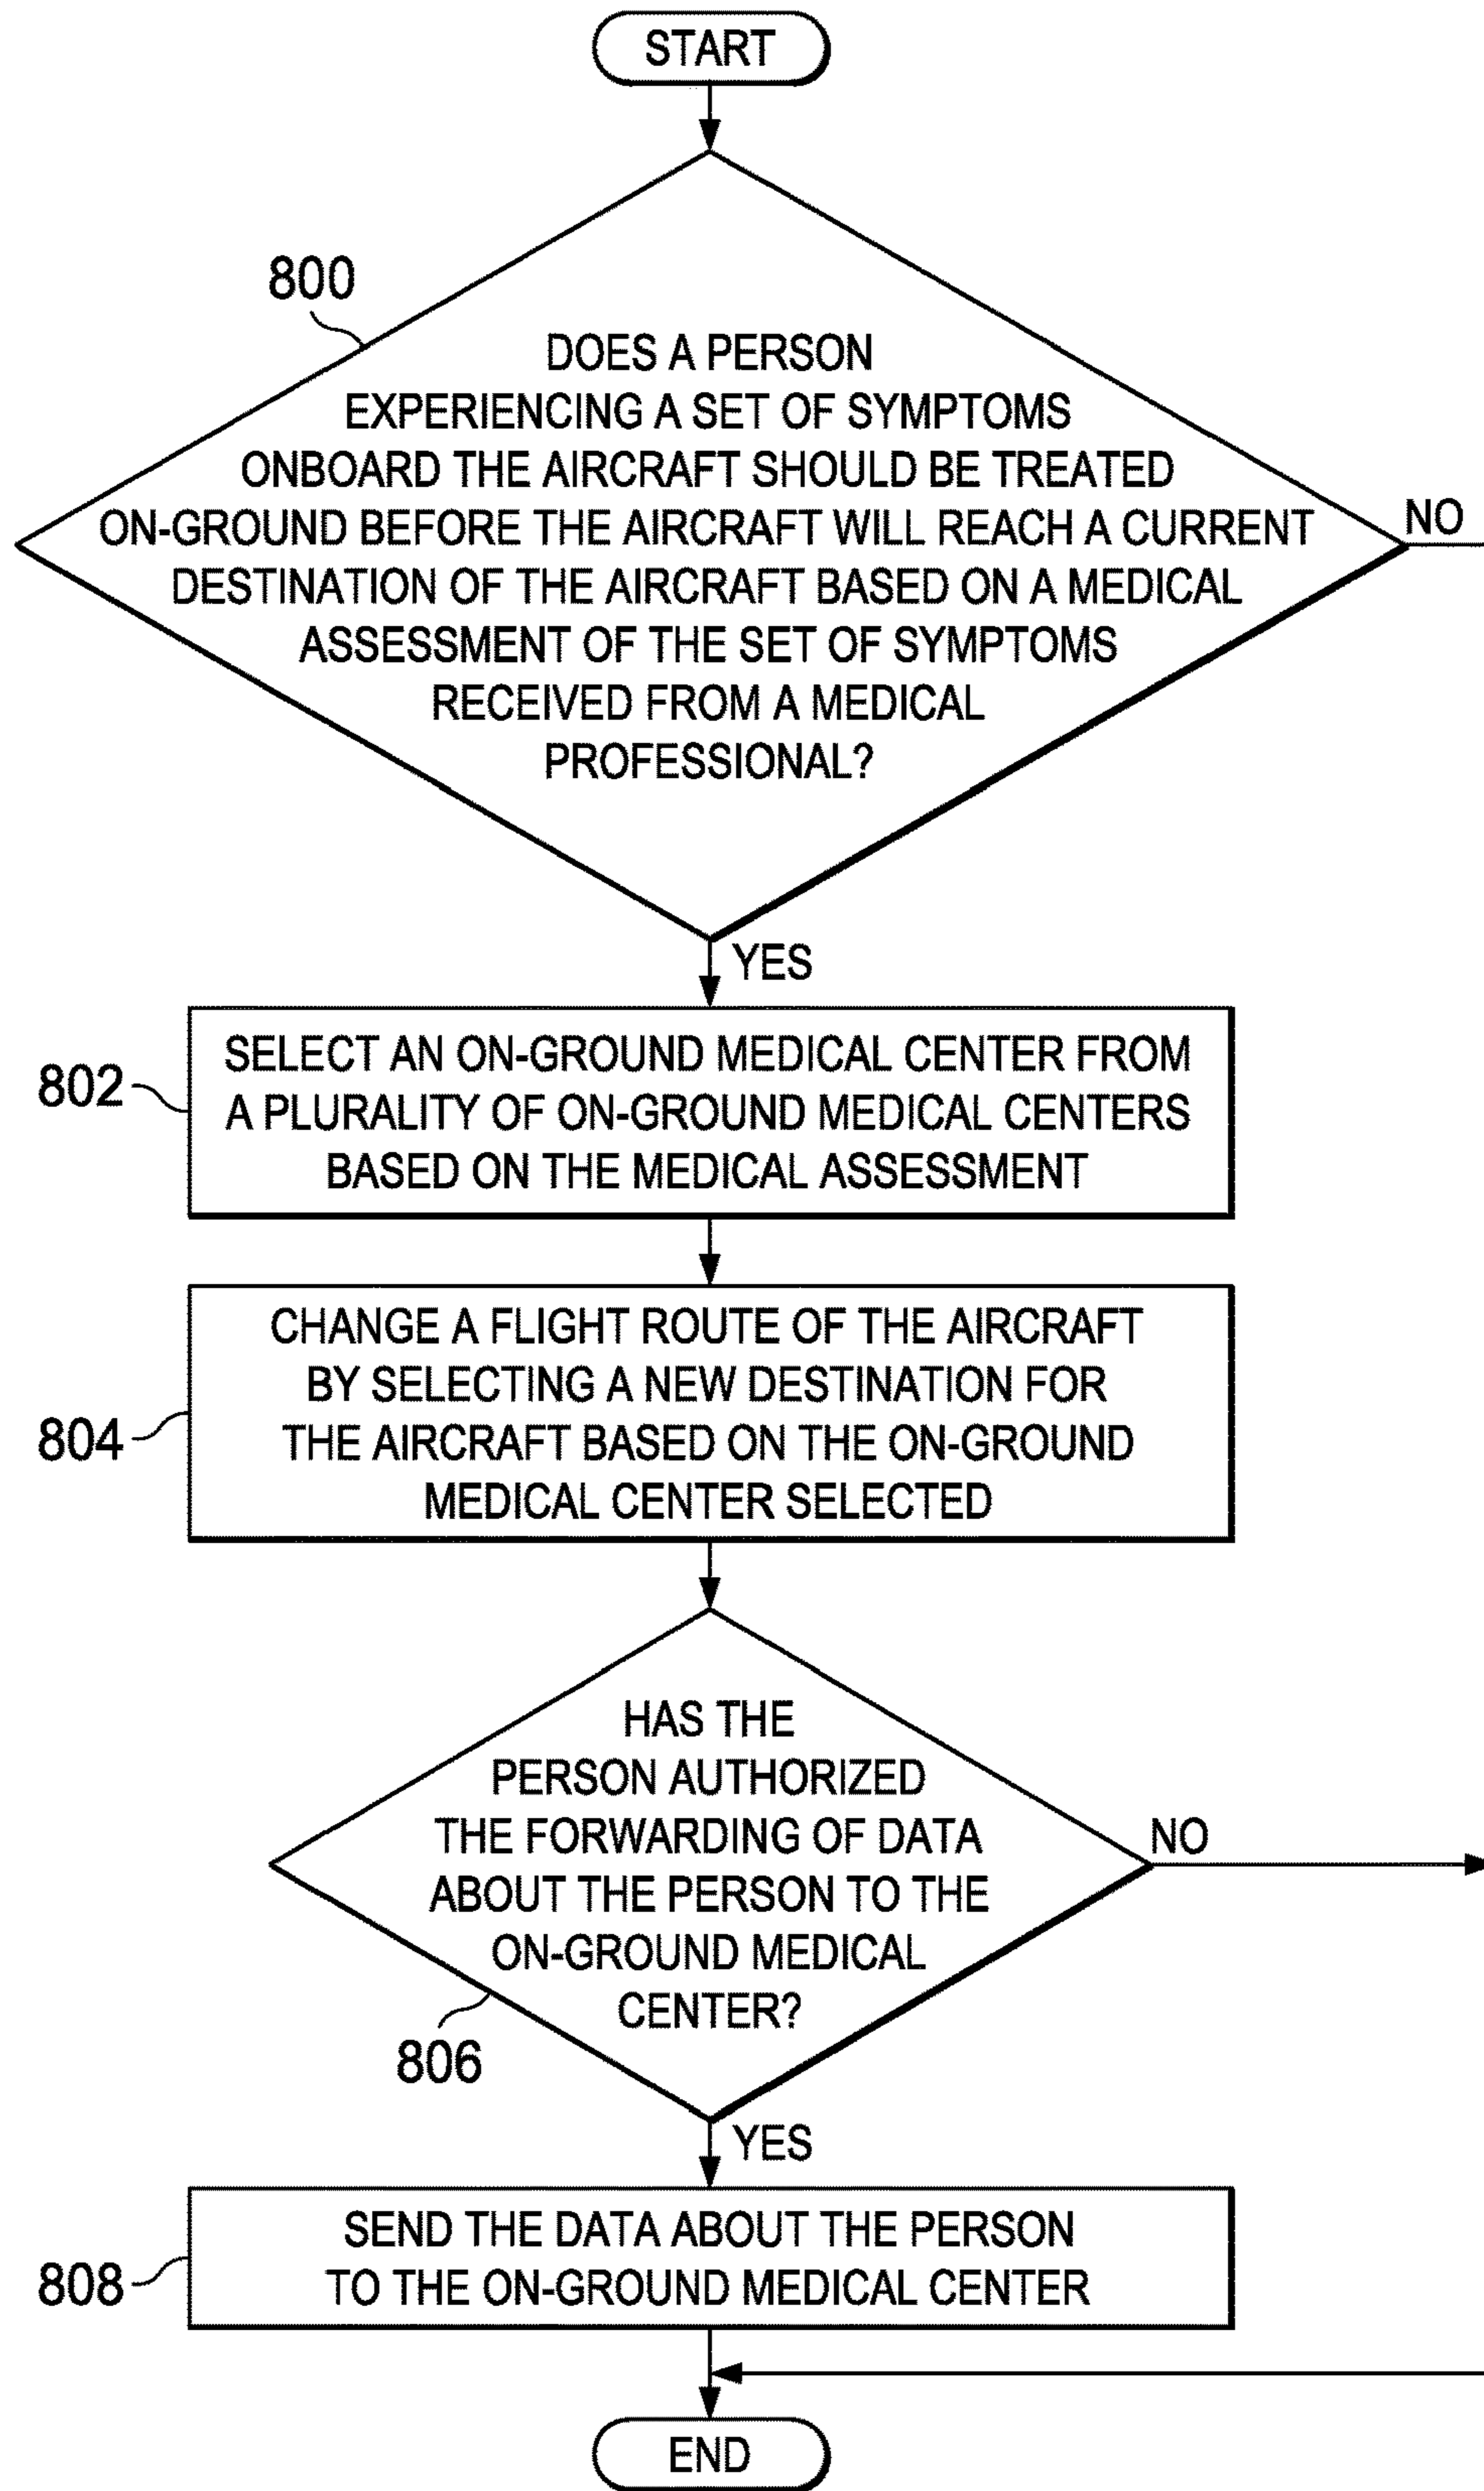 START
800
DOES A PERSON
EXPERIENCING A SET OF SYMPTOMS
ONBOARD THE AIRCRAFT SHOULD BE TREATED
ON-GROUND BEFORE THE AIRCRAFT WILL REACH A CURRENT
DESTINATION OF THE AIRCRAFT BASED ON A MEDICAL
ASSESSMENT OF THE SET OF SYMPTOMS
RECEIVED FROM A MEDICAL
PROFESSIONAL?
NO
YES
802
SELECT AN ON-GROUND MEDICAL CENTER FROM
A PLURALITY OF ON-GROUND MEDICAL CENTERS
BASED ON THE MEDICAL ASSESSMENT
804
CHANGE A FLIGHT ROUTE OF THE AIRCRAFT
BY SELECTING A NEW DESTINATION FOR
THE AIRCRAFT BASED ON THE ON-GROUND
MEDICAL CENTER SELECTED
HAS THE
PERSON AUTHORIZED
THE FORWARDING OF DATA
ABOUT THE PERSON TO THE
ON-GROUND MEDICAL
CENTER?
NO
806
YES
808
SEND THE DATA ABOUT THE PERSON
TO THE ON-GROUND MEDICAL CENTER
END